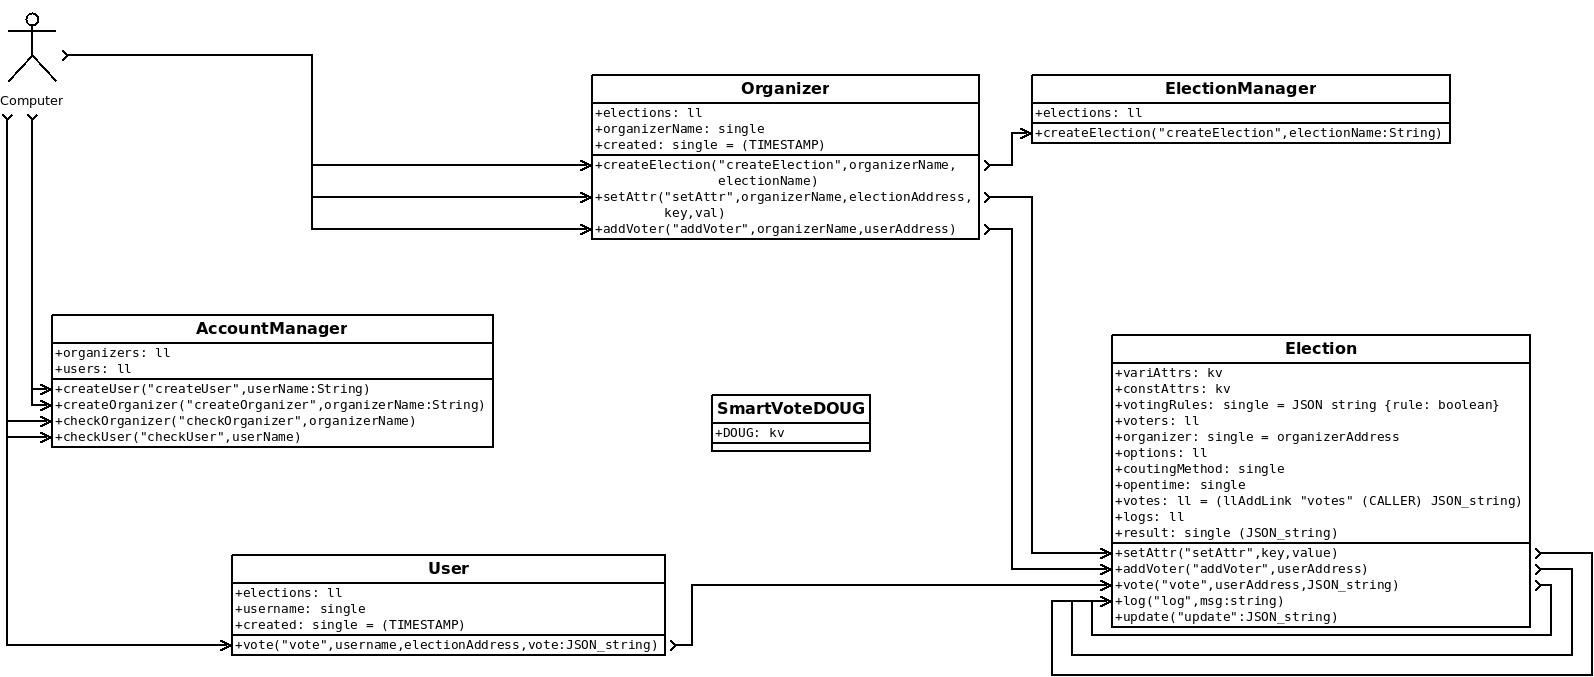 Computer
Organizer
+elections: ll
+organizerName: single
+created: single = (TIMESTAMP)
+createElection("createElection",organizerName,
electionName)
+setAttr("setAttr",organizerName,electionAddress,
key,val)
+addVoter("addVoter",organizerName,userAddress)
ElectionManager
+elections: ll
+createElection("createElection",electionName:String)
AccountManager
+organizers: ll
+users: ll
+createUser("createUser",userName:String)
+createOrganizer("createOrganizer",organizerName:String)
+checkOrganizer("checkOrganizer",organizerName)
+checkUser("checkUser",userName)
SmartVoteDOUG
+DOUG: kv
Election
+variAttrs: kv
+constAttrs: kv
+votingRules: single = JSON string {rule: boolean}
+voters: ll
+organizer: single = organizerAddress
+options: ll
+coutingMethod: single
+opentime: single
+votes: ll = (llAddLink "votes" (CALLER) JSON_string)
+logs: ll
+result: single (JSON_string)
+setAttr("setAttr",key,value)
+addVoter("addVoter",userAddress)
+vote("vote",userAddress,JSON_string)
+log("log",msg:string)
+update("update":JSON_string)
User
+elections: ll
+username: single
+created: single = (TIMESTAMP)
+vote("vote",username,electionAddress,vote:JSON_string)